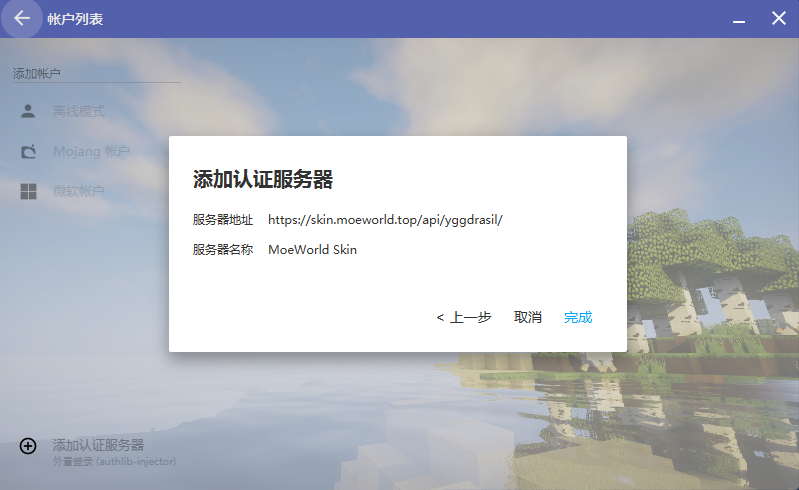 帐户列表
添加帐户
离线模式
Mojang 帐户
微软帐户
添加认证服务器
服务器地址 https://skin.moeworld.top/api/yggdrasil/
服务器名称 MoeWorld Skin
< 上一步 取消 完成
添加认证服务器
外置登录 (authlib-injector)